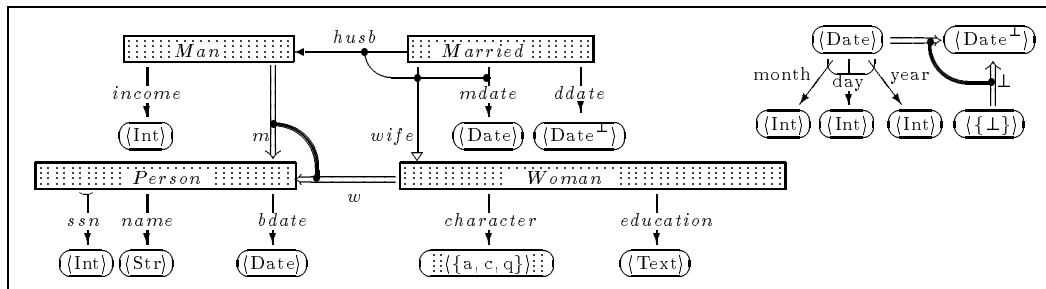 husb
Man Married ⟨Date⟩ ⟨Date⊥⟩
month day year ⊥
income mdate ddate
⟨Int⟩ ⟨Date⟩ ⟨Date⊥⟩ ⟨Int⟩ ⟨Int⟩ ⟨Int⟩ ⟨{⊥}⟩
m wife
Person Woman
w
ssn name bdate character education
⟨Int⟩ ⟨Str⟩ ⟨Date⟩ ⟨{a, c, q}⟩ ⟨Text⟩